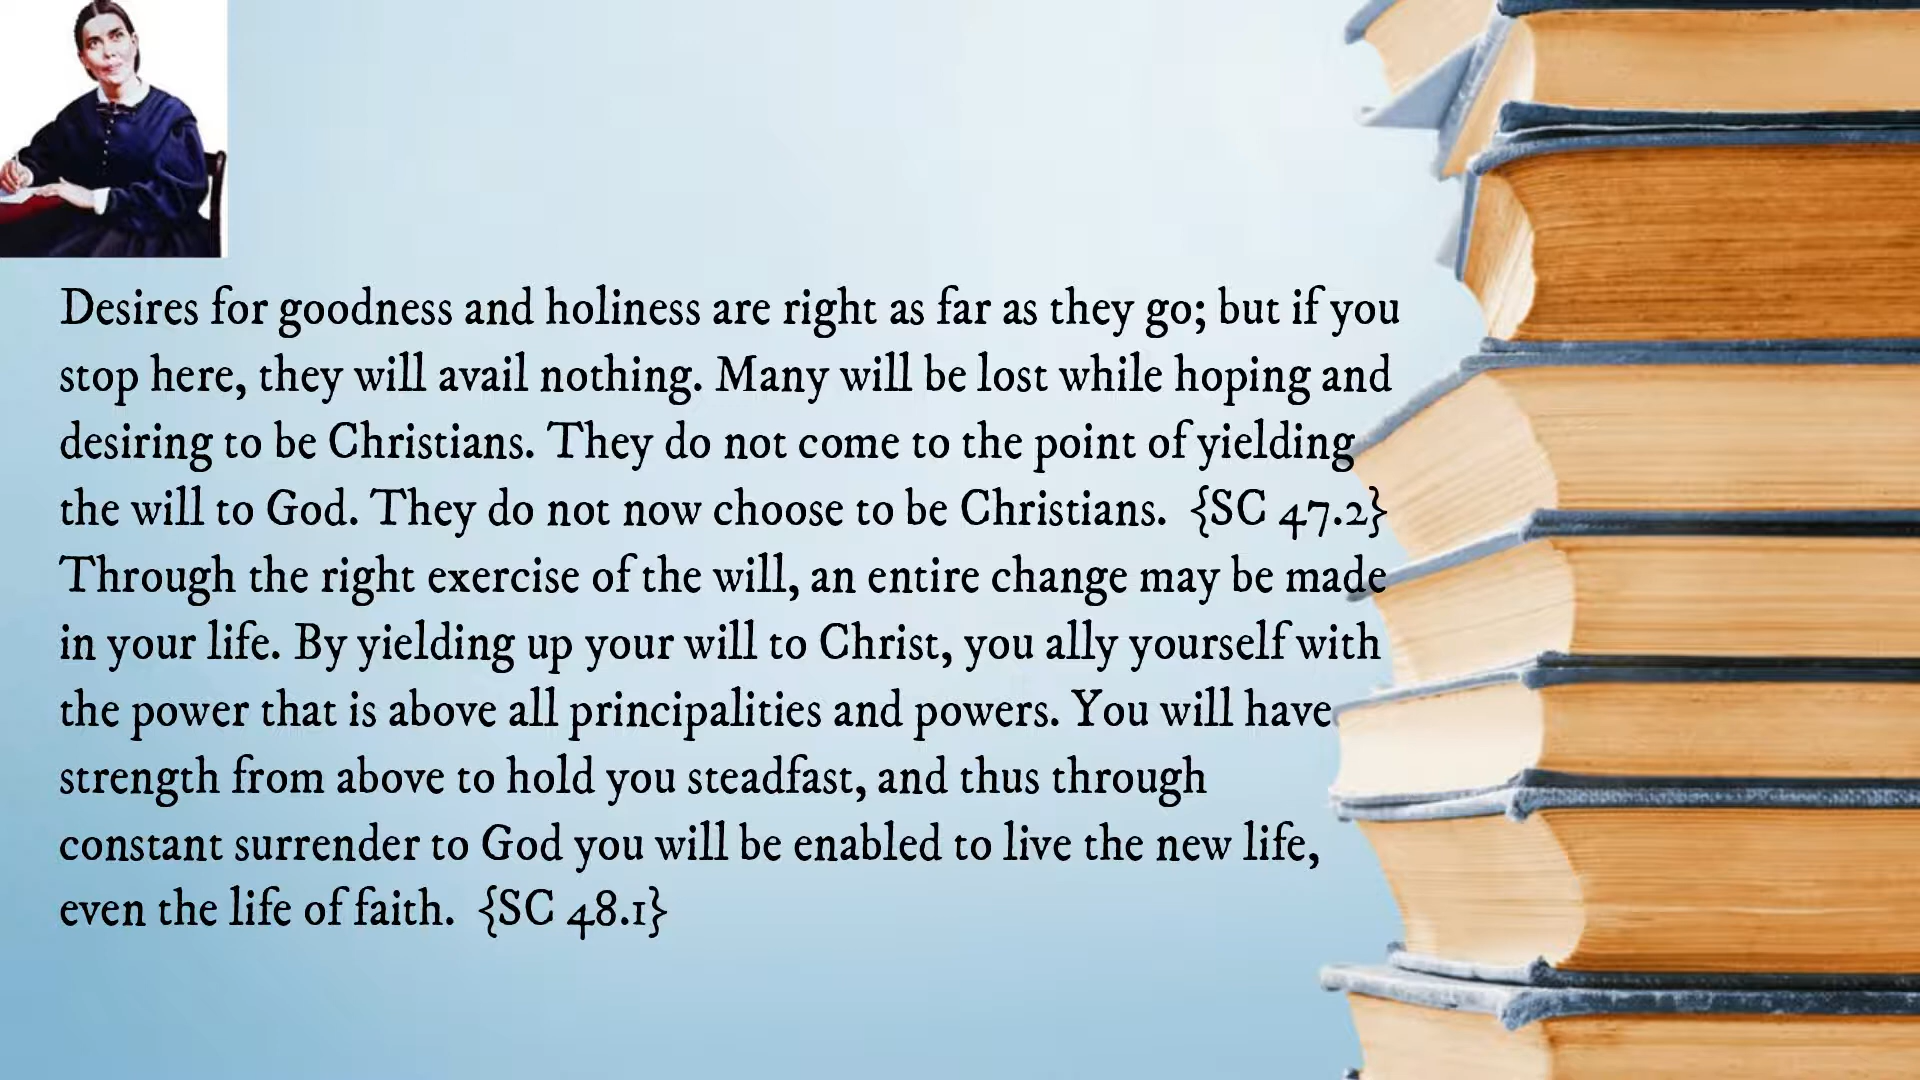 Desires for goodness and holiness are right as far as they go; but if you
stop here, they will avail nothing. Many will be lost while hoping and
desiring to be Christians. They do not come to the point of yielding
the will to God. They do not now choose to be Christians.  {SC 47.2}
Through the right exercise of the will, an entire change may be made
in your life. By yielding up your will to Christ, you ally yourself with
the power that is above all principalities and powers. You will have
strength from above to hold you steadfast, and thus through
constant surrender to God you will be enabled to live the new life,
even the life of faith.  {SC 48.1}